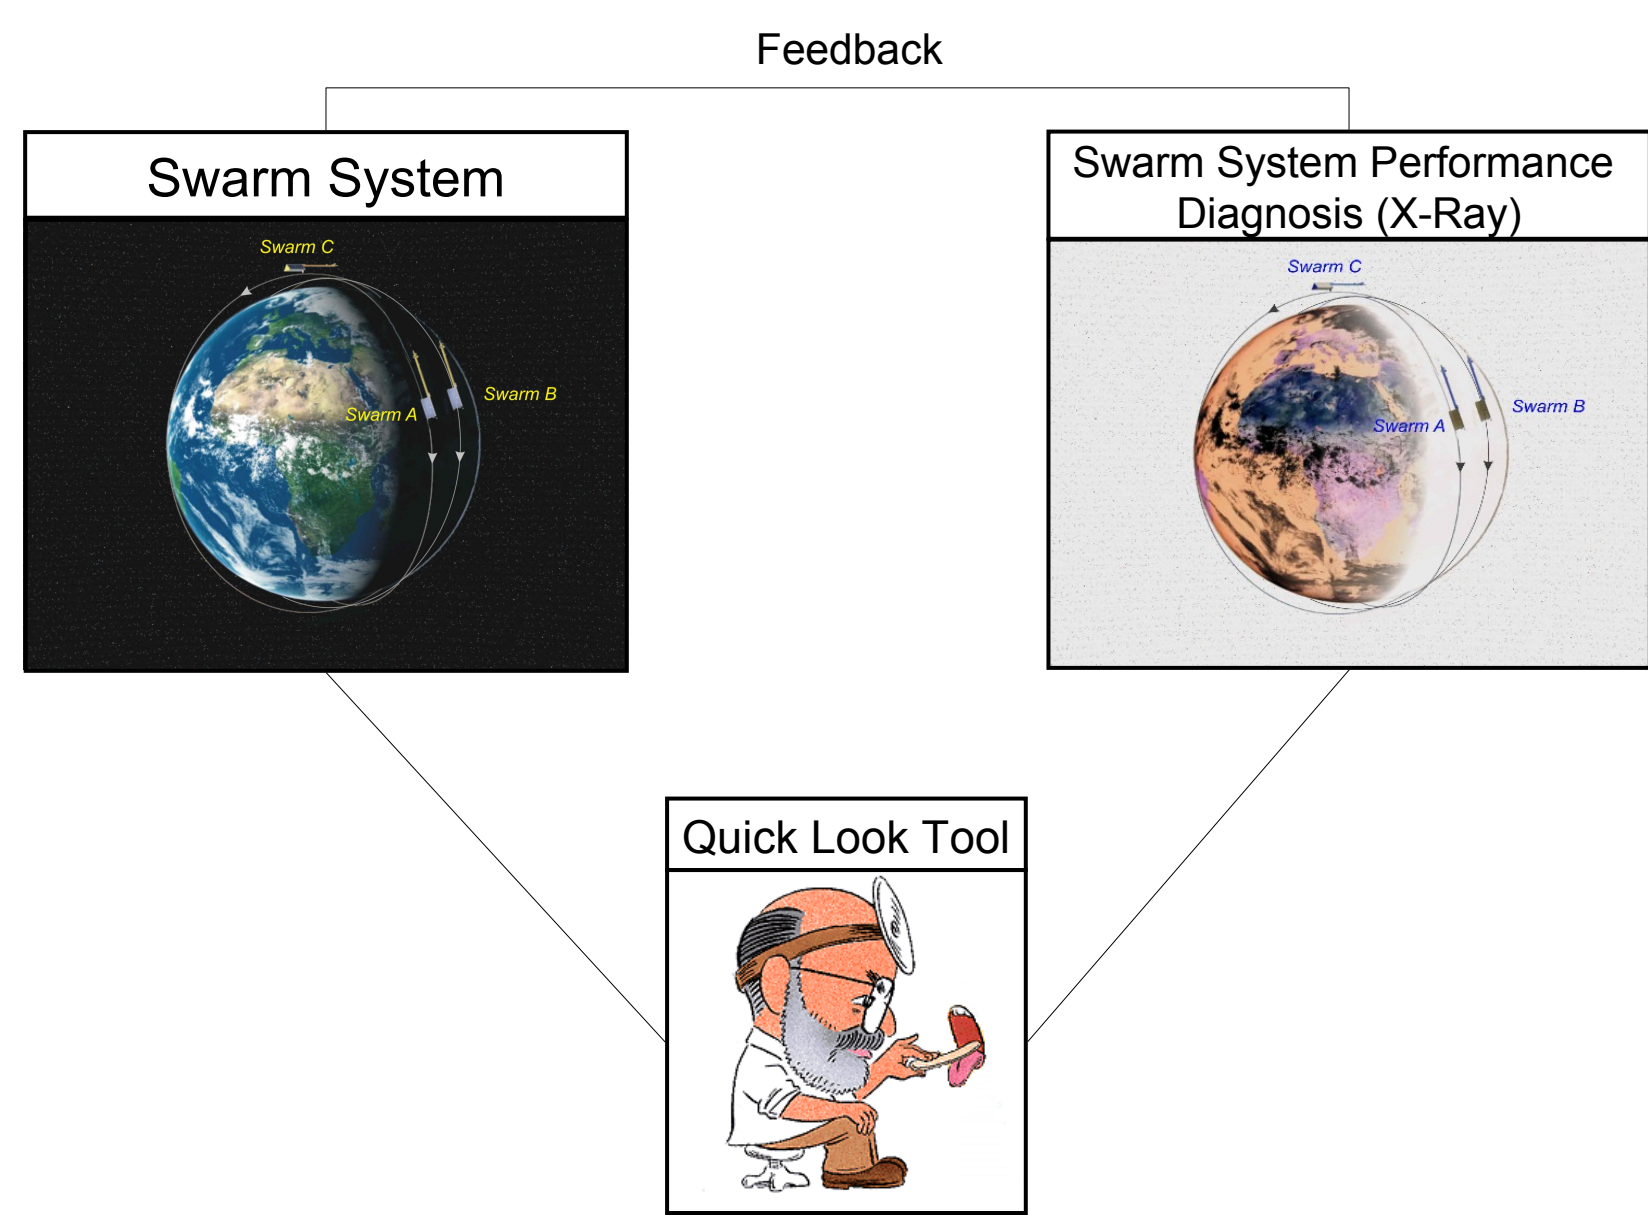 Feedback
Swarm System
Swarm C
Swarm B
Swarm A
Swarm System Performance
Diagnosis (X-Ray)
Swarm C
Swarm B
Swarm A
Quick Look Tool